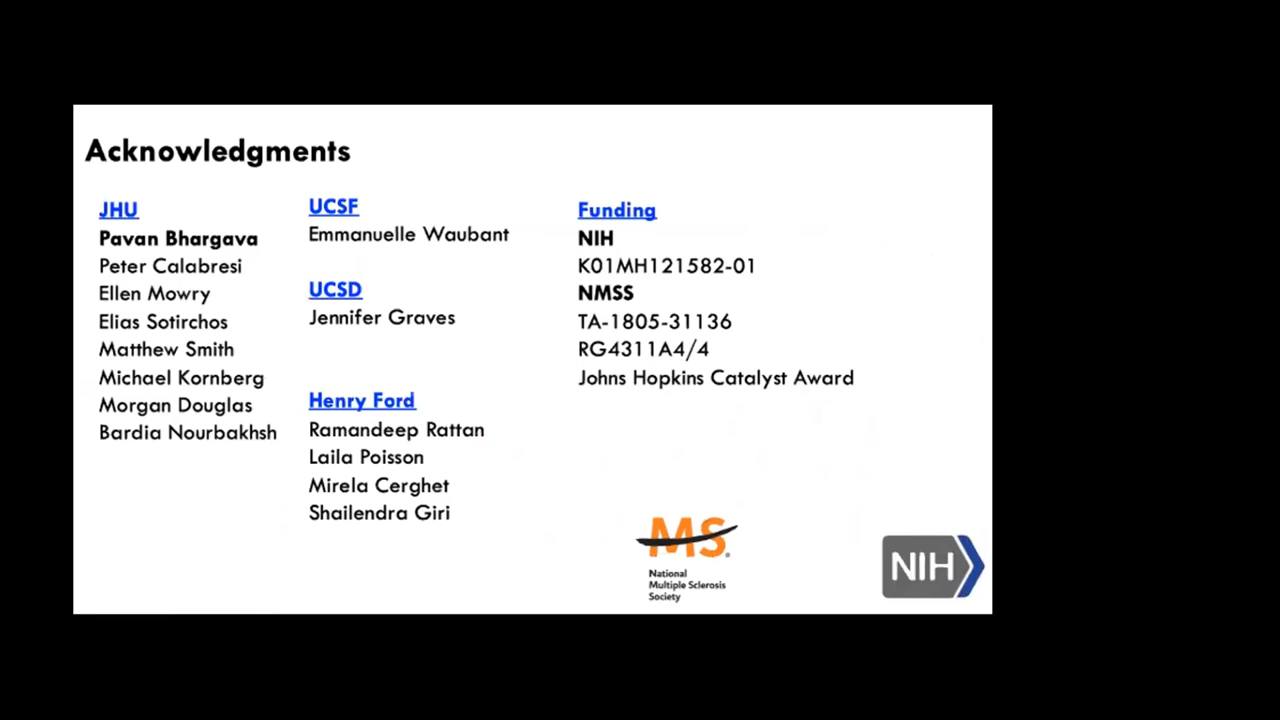 Acknowledgments
JHU
Pavan Bhargava
Peter Calabresi
Ellen Mowry
Elias Sotirchos
Matthew Smith
Michael Kornberg
Morgan Douglas
Bardia Nourbakhsh
UCSF
Emmanuelle Waubant
UCSD
Jennifer Graves
Henry Ford
Ramandeep Rattan
Laila Poisson
Mirela Cerghet
Shailendra Giri
Funding
NIH
K01MH121582-01
NMSS
TA-1805-31136
RG4311A4/4
Johns Hopkins Catalyst Award
MS
National
Multiple Sclerosis
Society
NIH